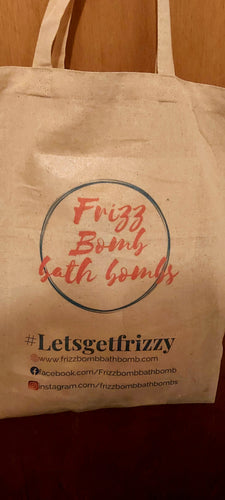 Frizz
Bomb
bath bombs
#Letsgetfrizzy
www.frizzbombbathbomb.com
facebook.com/Frizzbombbathbomb
instagram.com/frizzbombbathbombs